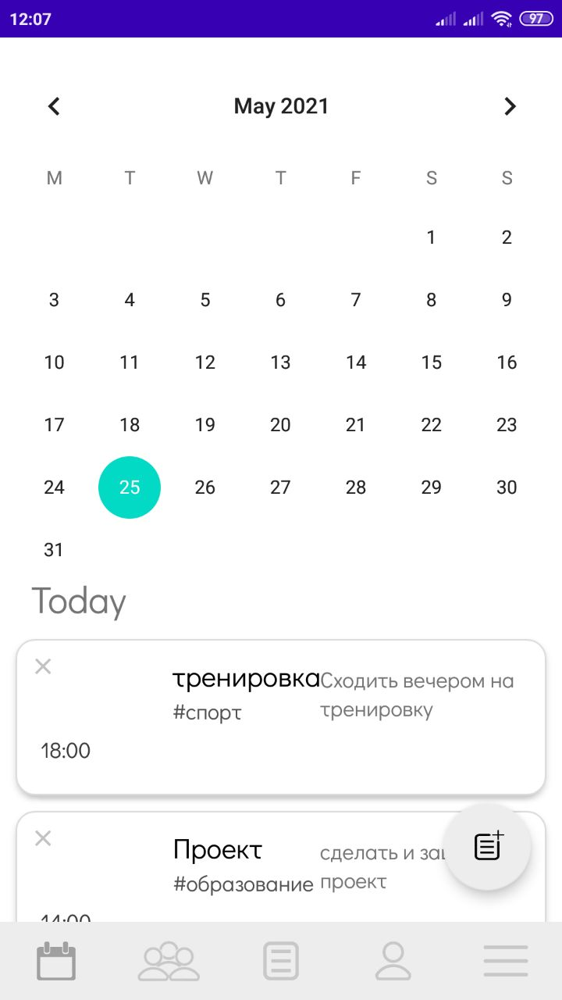 12:07
97
May 2021
M T W T F S S
1 2
3 4 5 6 7 8 9
10 11 12 13 14 15 16
17 18 19 20 21 22 23
24 25 26 27 28 29 30
31
Today
тренировка
#спорт
Сходить вечером на
тренировку
18:00
Проект
#образование
сделать и
проект
14:00